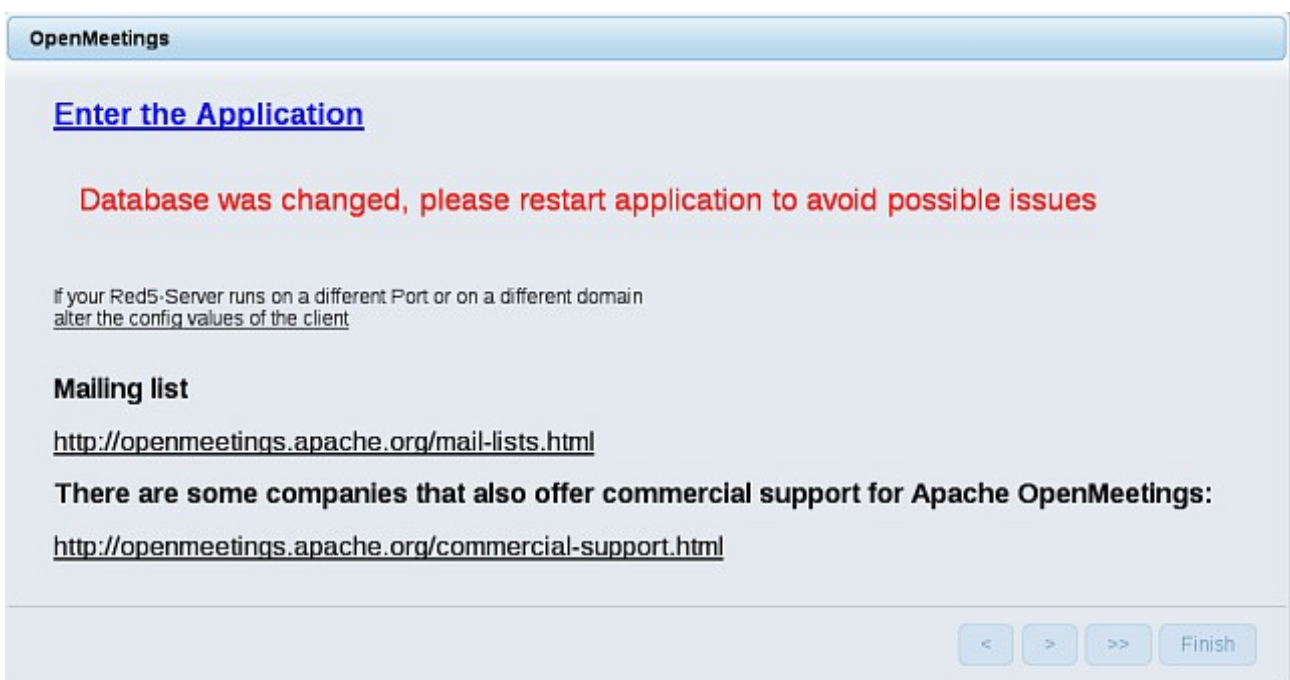 OpenMeetings
Enter the Application
Database was changed, please restart application to avoid possible issues
If your Red5-Server runs on a different Port or on a different domain
alter the config values of the client
Mailing list
http://openmeetings.apache.org/mail-lists.html
There are some companies that also offer commercial support for Apache OpenMeetings:
http://openmeetings.apache.org/commercial-support.html
< > >> Finish